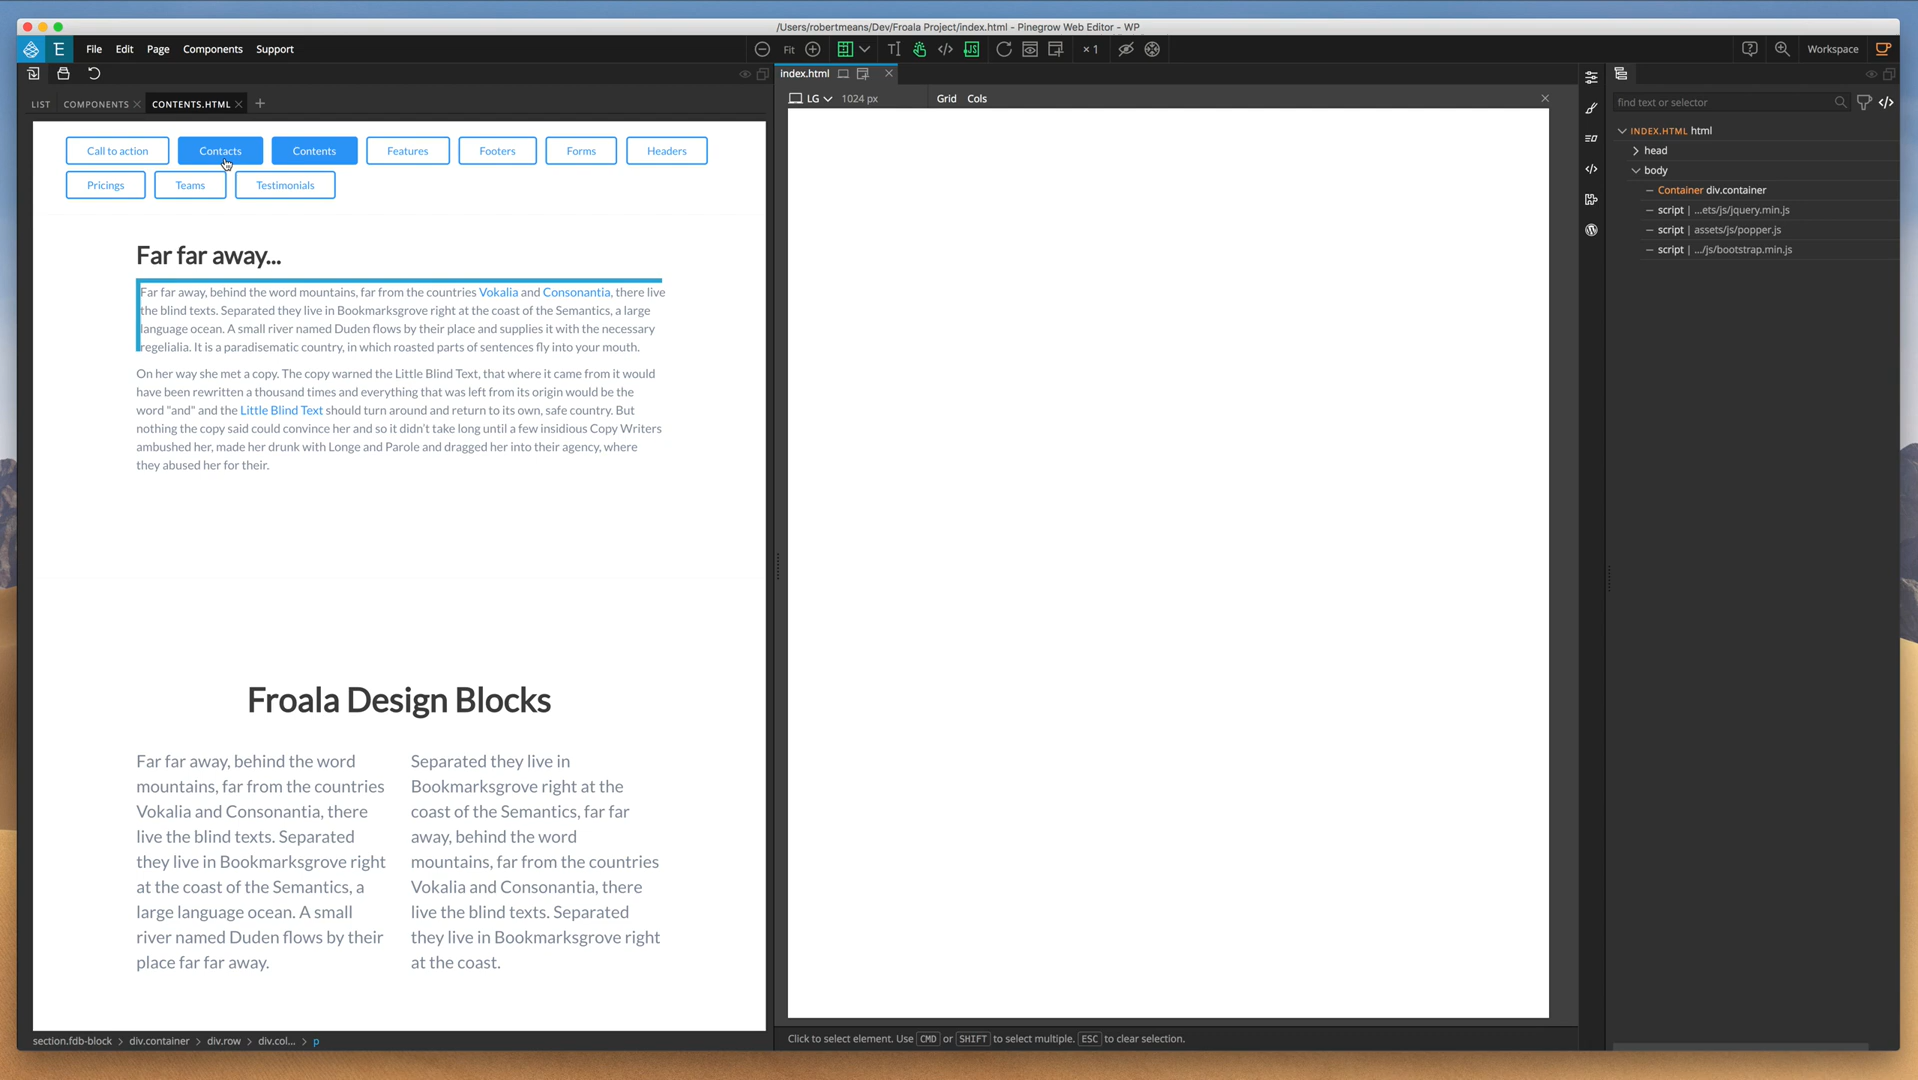 /Users/robertmeans/Dev/Froala Project/index.html - Pinegrow Web Editor - WP
E File Edit Page Components Support
Fit
× 1
Workspace
index.html
LIST COMPONENTS CONTENTS.HTML
LG 1024 px Grid Cols
find text or selector
Call to action Contacts Contents Features Footers Forms Headers
Pricings Teams Testimonials
INDEX.HTML html
head
body
Container div.container
script | ...ets/js/jquery.min.js
script | assets/js/popper.js
script | .../js/bootstrap.min.js
Far far away...
Far far away, behind the word mountains, far from the countries Vokalia and Consonantia, there live
the blind texts. Separated they live in Bookmarksgrove right at the coast of the Semantics, a large
language ocean. A small river named Duden flows by their place and supplies it with the necessary
regelialia. It is a paradisematic country, in which roasted parts of sentences fly into your mouth.
On her way she met a copy. The copy warned the Little Blind Text, that where it came from it would
have been rewritten a thousand times and everything that was left from its origin would be the
word "and" and the Little Blind Text should turn around and return to its own, safe country. But
nothing the copy said could convince her and so it didn't take long until a few insidious Copy Writers
ambushed her, made her drunk with Longe and Parole and dragged her into their agency, where
they abused her for their.
Froala Design Blocks
Far far away, behind the word
mountains, far from the countries
Vokalia and Consonantia, there
live the blind texts. Separated
they live in Bookmarksgrove right
at the coast of the Semantics, a
large language ocean. A small
river named Duden flows by their
place far far away.
Separated they live in
Bookmarksgrove right at the
coast of the Semantics, far far
away, behind the word
mountains, far from the countries
Vokalia and Consonantia, there
live the blind texts. Separated
they live in Bookmarksgrove right
at the coast.
section.fdb-block > div.container > div.row > div.col... > p
Click to select element. Use CMD or SHIFT to select multiple. ESC to clear selection.